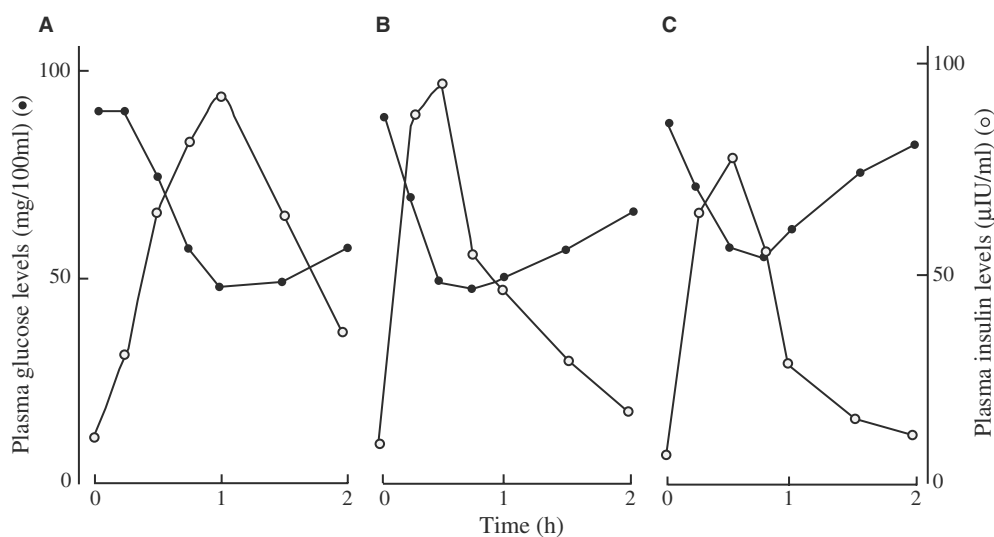 A B C
Plasma glucose levels (mg/100ml) (●)
100
50
0
0 1 2
0 1 2
0 1 2
Time (h)
100
50
0
Plasma insulin levels (μIU/ml) (○)